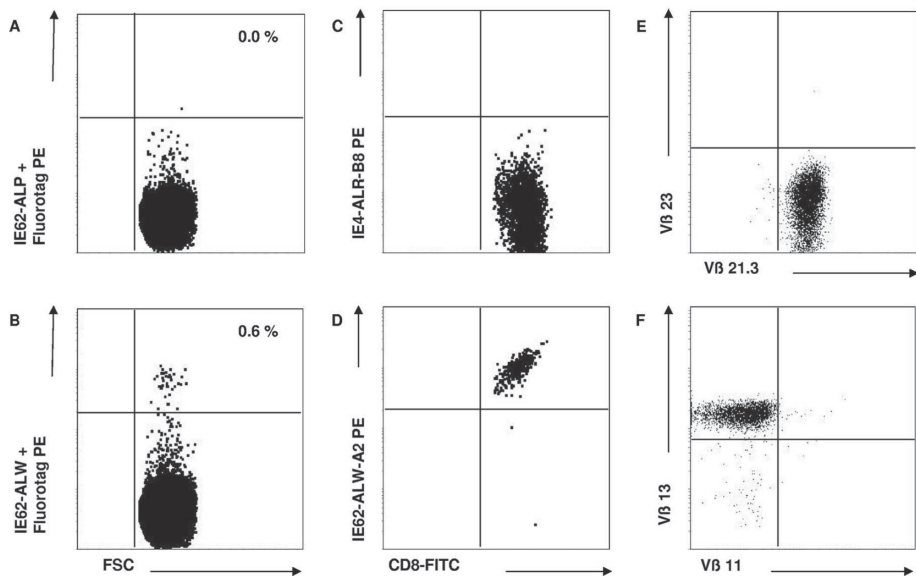 A
IE62-ALP +
Fluorotag PE
0.0 %
C
IE4-ALR-B8 PE
E
Vß 23
Vß 21.3
B
IE62-ALW +
Fluorotag PE
0.6 %
FSC
D
IE62-ALW-A2 PE
CD8-FITC
F
Vß 13
Vß 11